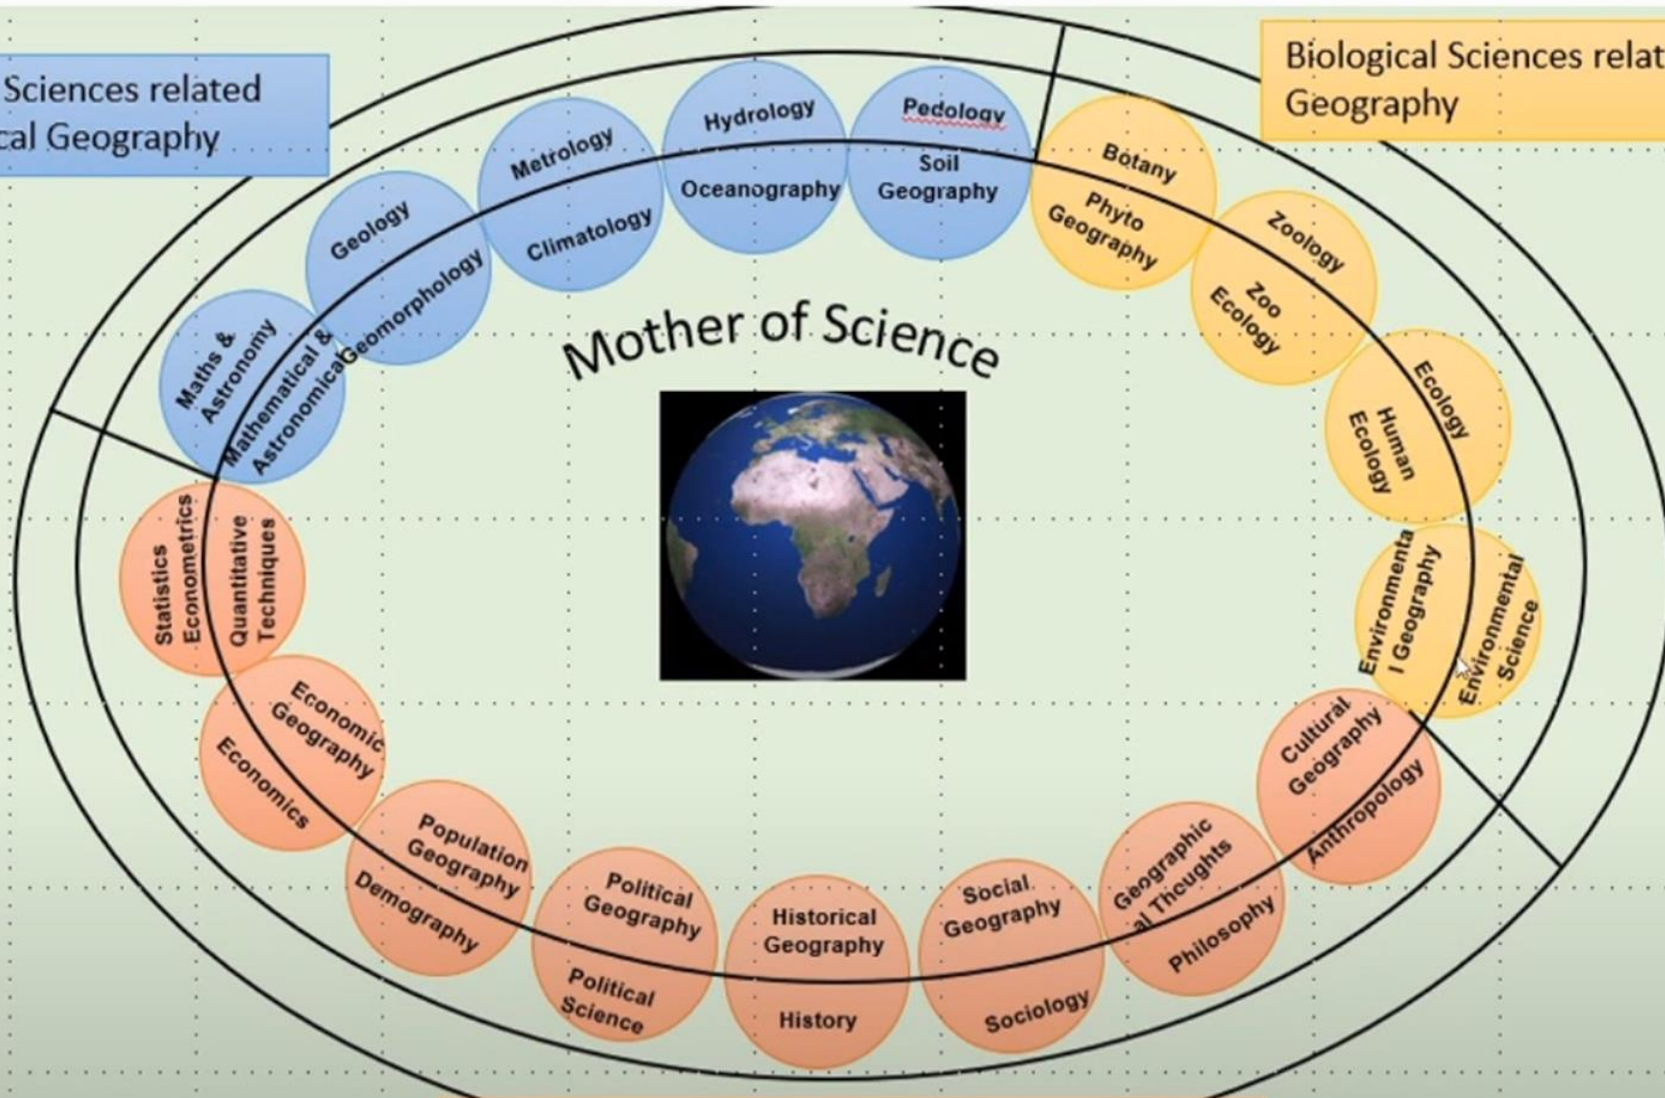 Sciences related
cal Geography
Biological Sciences relat
Geography
Mother of Science
Maths &
Astronomy
Mathematical &
Astronomical
Geology
Geomorphology
Metrology
Climatology
Hydrology
Oceanography
Pedology
Soil
Geography
Botany
Phyto
Geography
Zoology
Zoo
Ecology
Ecology
Human
Ecology
Environmenta
l Geography
Environmental
Science
Cultural
Geography
Anthropology
Geographic
al Thoughts
Philosophy
Social
Geography
Sociology
Historical
Geography
History
Political
Geography
Political
Science
Population
Geography
Demography
Economic
Geography
Economics
Statistics
Econometrics
Quantitative
Techniques